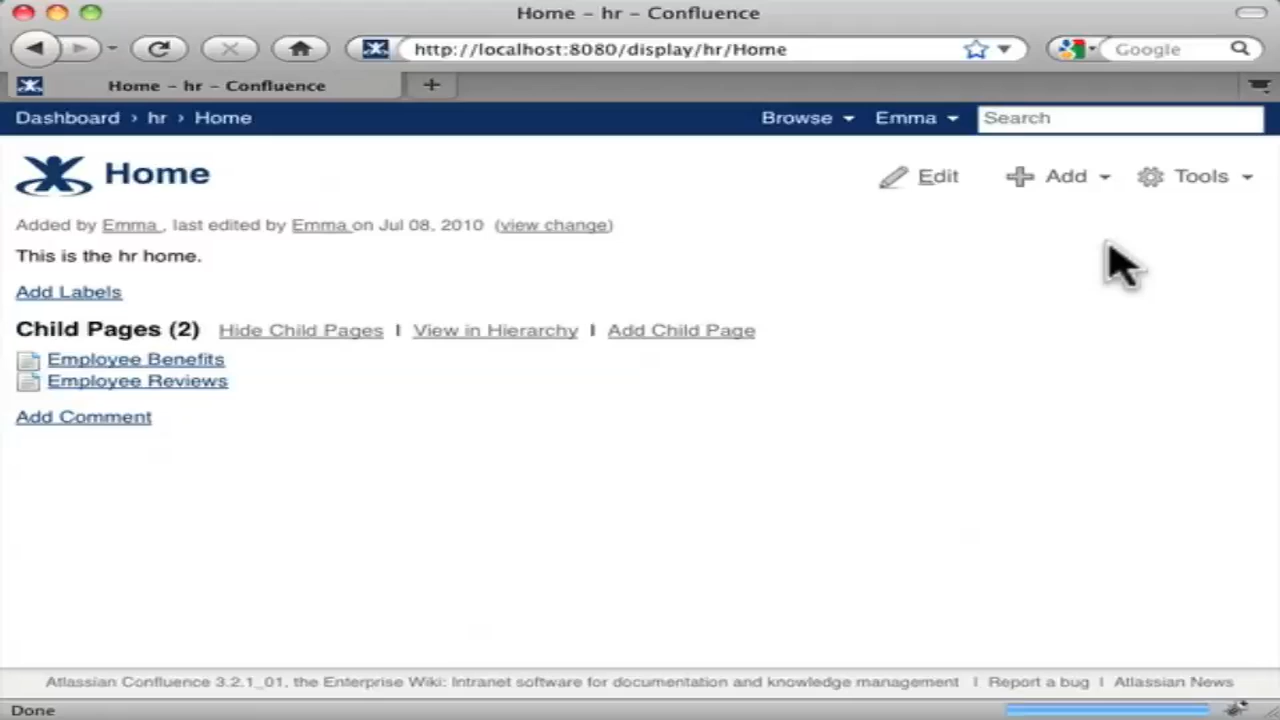 Home – hr – Confluence
http://localhost:8080/display/hr/Home
Google
Home – hr – Confluence
Dashboard › hr › Home
Browse
Emma
Search
Home
Edit
Add
Tools
Added by Emma , last edited by Emma on Jul 08, 2010 (view change)
This is the hr home.
Add Labels
Child Pages (2) Hide Child Pages | View in Hierarchy | Add Child Page
Employee Benefits
Employee Reviews
Add Comment
Atlassian Confluence 3.2.1_01, the Enterprise Wiki: Intranet software for documentation and knowledge management | Report a bug | Atlassian News
Done